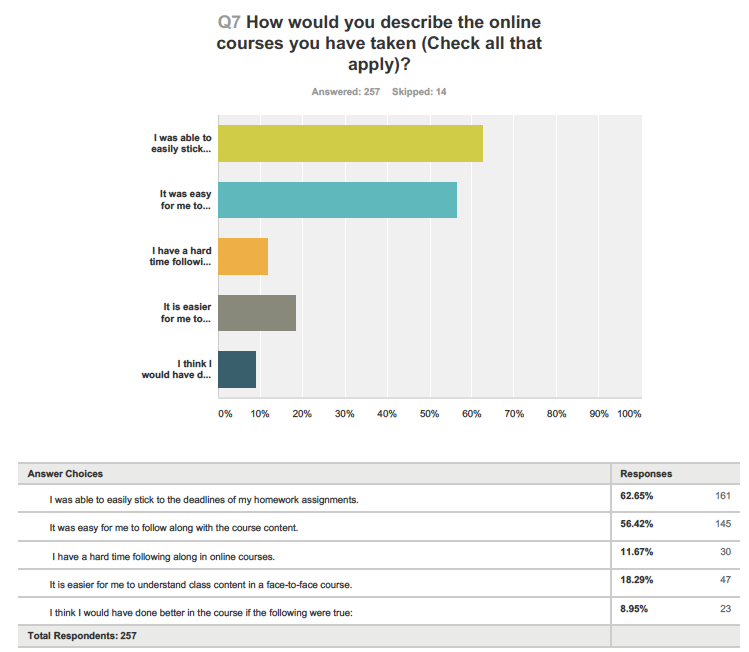 Q7 How would you describe the online
courses you have taken (Check all that
apply)?
Answered: 257 Skipped: 14
I was able to
easily stick...
It was easy
for me to...
I have a hard
time followi...
It is easier
for me to...
I think I
would have d...
0% 10% 20% 30% 40% 50% 60% 70% 80% 90% 100%
Answer Choices Responses
I was able to easily stick to the deadlines of my homework assignments. 62.65% 161
It was easy for me to follow along with the course content. 56.42% 145
I have a hard time following along in online courses. 11.67% 30
It is easier for me to understand class content in a face-to-face course. 18.29% 47
I think I would have done better in the course if the following were true: 8.95% 23
Total Respondents: 257